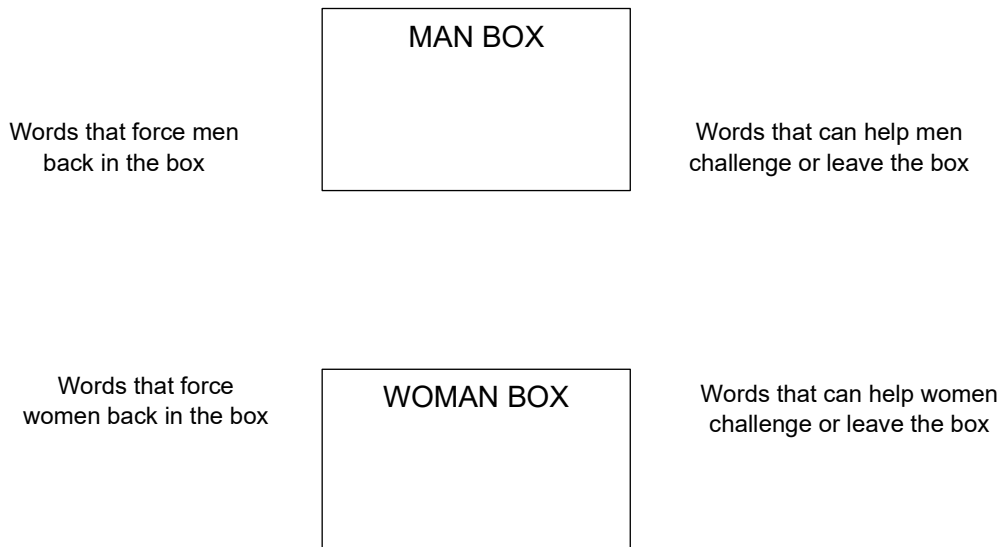 MAN BOX
Words that force men
back in the box
Words that can help men
challenge or leave the box
WOMAN BOX
Words that force
women back in the box
Words that can help women
challenge or leave the box